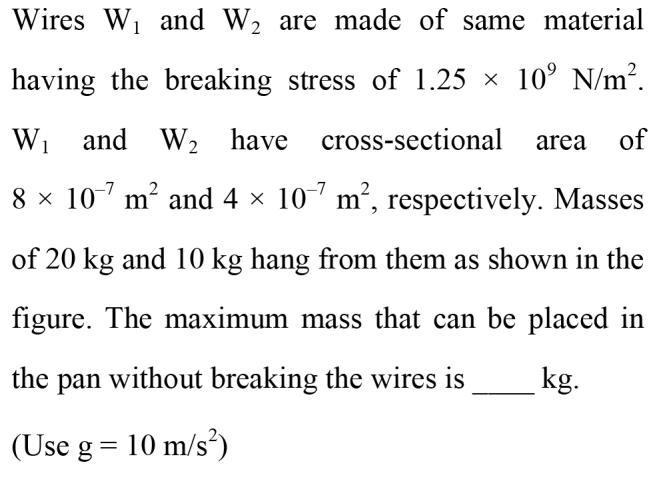 Wires W₁ and W₂ are made of same material
having the breaking stress of 1.25 × 10⁹ N/m².
W₁ and W₂ have cross-sectional area of
8 × 10⁻⁷ m² and 4 × 10⁻⁷ m², respectively. Masses
of 20 kg and 10 kg hang from them as shown in the
figure. The maximum mass that can be placed in
the pan without breaking the wires is ____ kg.
(Use g = 10 m/s²)